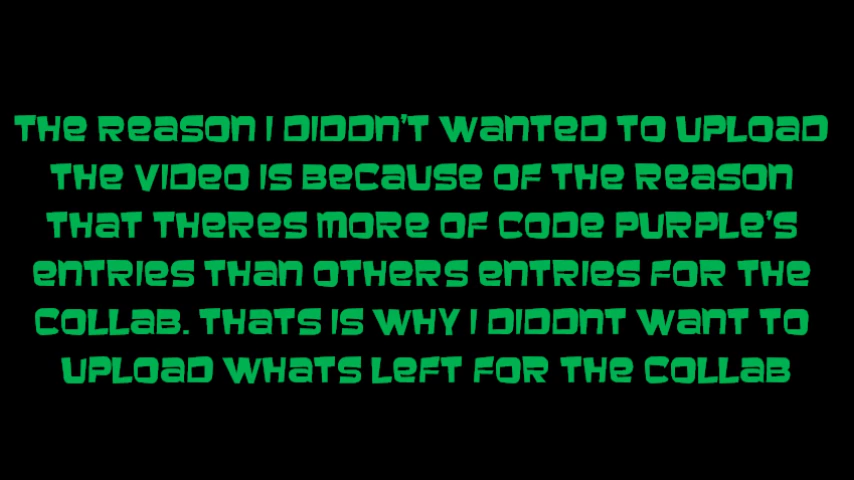 THE REASON I DIDDN'T WANTED TO UPLOAD
THE VIDEO IS BECAUSE OF THE REASON
THAT THERES MORE OF CODE PURPLE'S
ENTRIES THAN OTHERS ENTRIES FOR THE
COLLAB. THATS IS WHY I DIDDNT WANT TO
UPLOAD WHATS LEFT FOR THE COLLAB